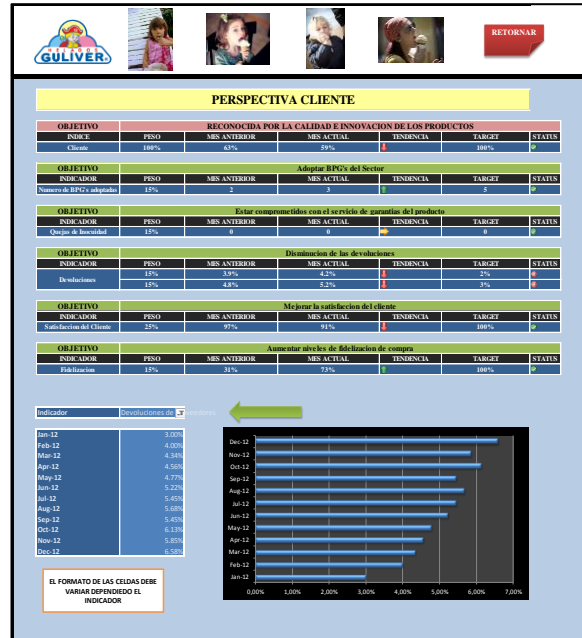 HELADOS
GULIVER
RETORNAR
PERSPECTIVA CLIENTE
OBJETIVO RECONOCIDA POR LA CALIDAD E INNOVACION DE LOS PRODUCTOS
INDICE PESO MES ANTERIOR MES ACTUAL TENDENCIA TARGET STATUS
Cliente 100% 63% 59% 100%
OBJETIVO Adoptar BPG's del Sector
INDICADOR PESO MES ANTERIOR MES ACTUAL TENDENCIA TARGET STATUS
Numero de BPG's adoptadas 15% 2 3 5
OBJETIVO Estar comprometidos con el servicio de garantias del producto
INDICADOR PESO MES ANTERIOR MES ACTUAL TENDENCIA TARGET STATUS
Quejas de Inocuidad 15% 0 0 0
OBJETIVO Disminucion de las devoluciones
INDICADOR PESO MES ANTERIOR MES ACTUAL TENDENCIA TARGET STATUS
Devoluciones 15% 3.9% 4.2% 2%
15% 4.8% 5.2% 3%
OBJETIVO Mejorar la satisfaccion del cliente
INDICADOR PESO MES ANTERIOR MES ACTUAL TENDENCIA TARGET STATUS
Satisfaccion del Cliente 25% 97% 91% 100%
OBJETIVO Aumentar niveles de fidelizacion de compra
INDICADOR PESO MES ANTERIOR MES ACTUAL TENDENCIA TARGET STATUS
Fidelizacion 15% 31% 73% 100%
Indicador Devoluciones de
Jan-12 3.00%
Feb-12 4.00%
Mar-12 4.34%
Apr-12 4.56%
May-12 4.77%
Jun-12 5.22%
Jul-12 5.45%
Aug-12 5.68%
Sep-12 5.45%
Oct-12 6.13%
Nov-12 5.85%
Dec-12 6.58%
EL FORMATO DE LAS CELDAS DEBE
VARIAR DEPENDIEDO EL
INDICADOR
Dec-12
Nov-12
Oct-12
Sep-12
Aug-12
Jul-12
Jun-12
May-12
Apr-12
Mar-12
Feb-12
Jan-12
0,00% 1,00% 2,00% 3,00% 4,00% 5,00% 6,00% 7,00%